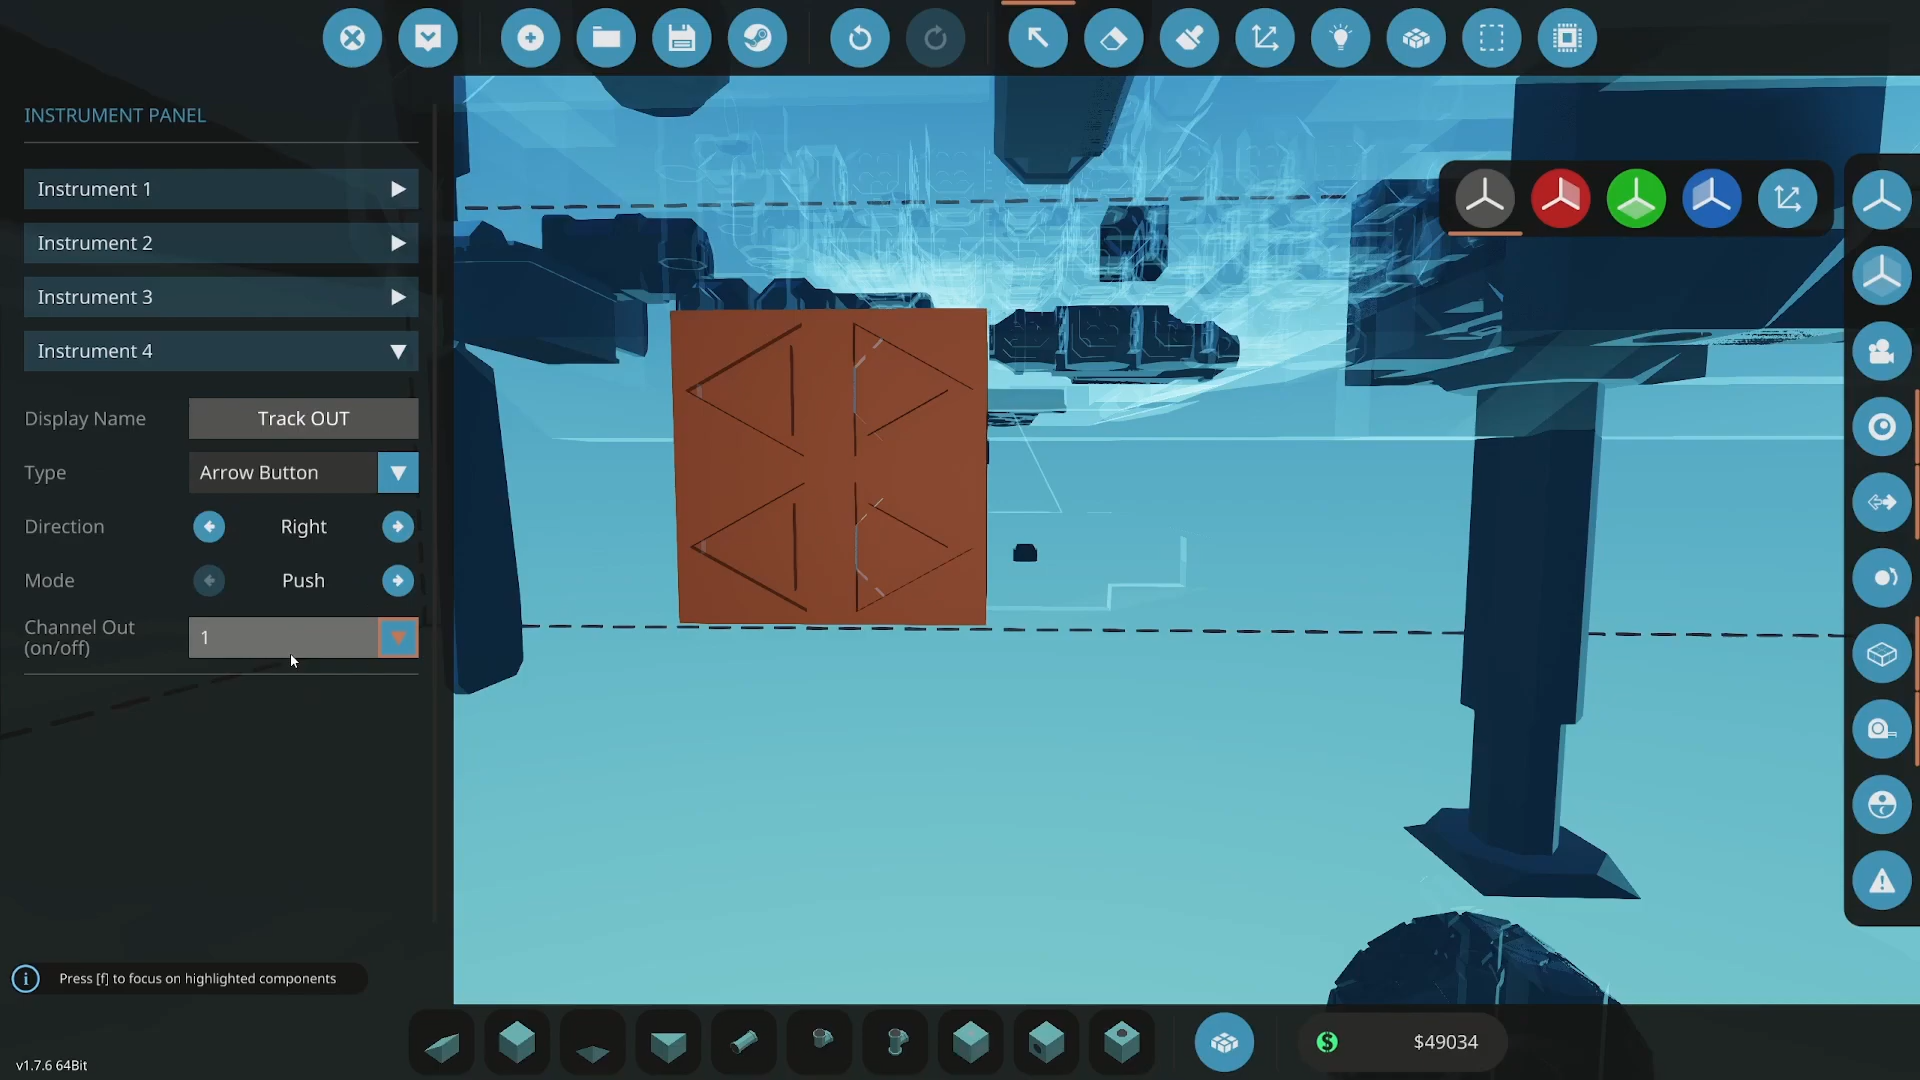 INSTRUMENT PANEL
Instrument 1
Instrument 2
Instrument 3
Instrument 4
Display Name
Track OUT
Type
Arrow Button
Direction
Right
Mode
Push
Channel Out
(on/off)
1
Press [f] to focus on highlighted components
$49034
v1.7.6 64Bit